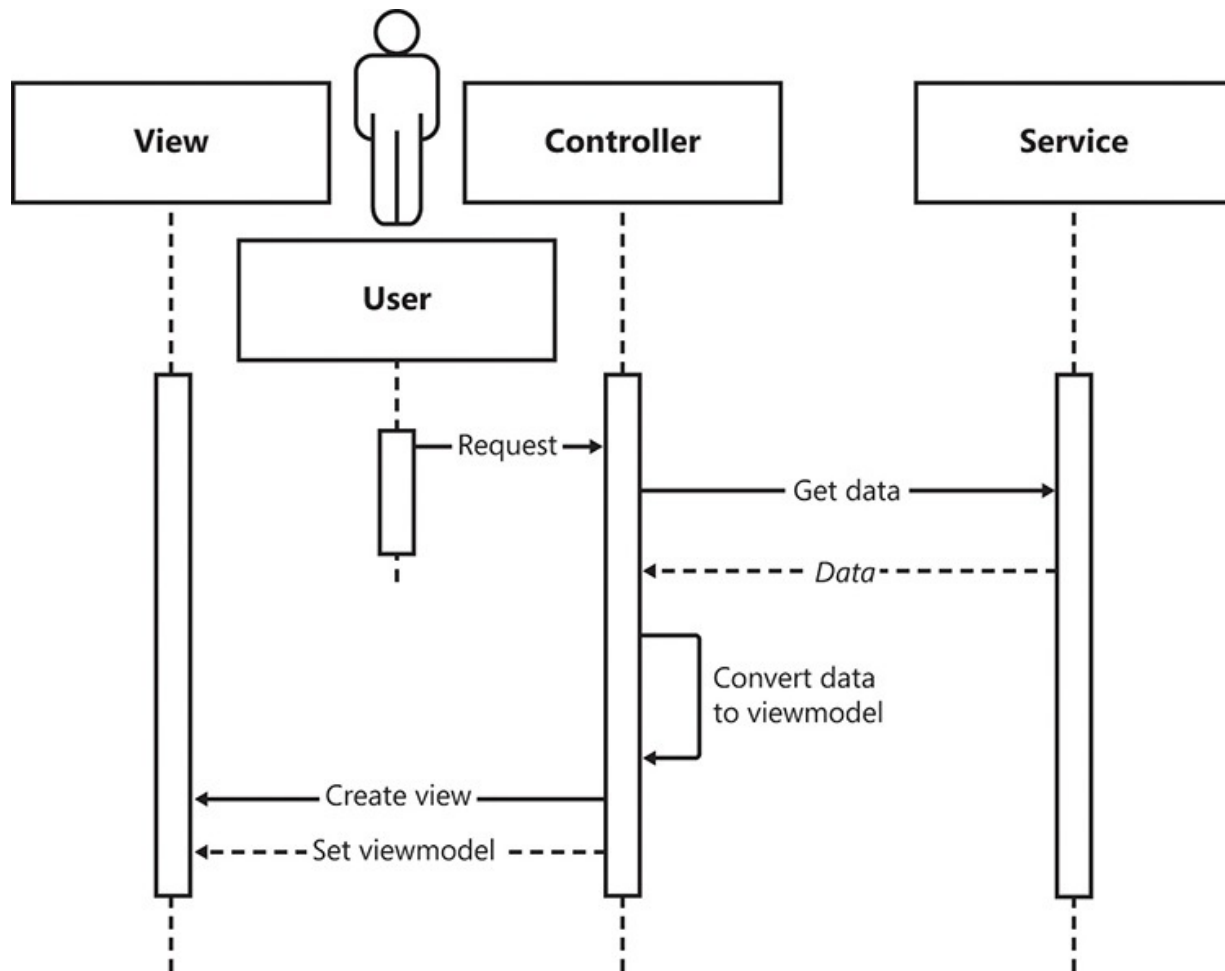 View
Controller
Service
User
Request
Get data
Data
Convert data
to viewmodel
Create view
Set viewmodel